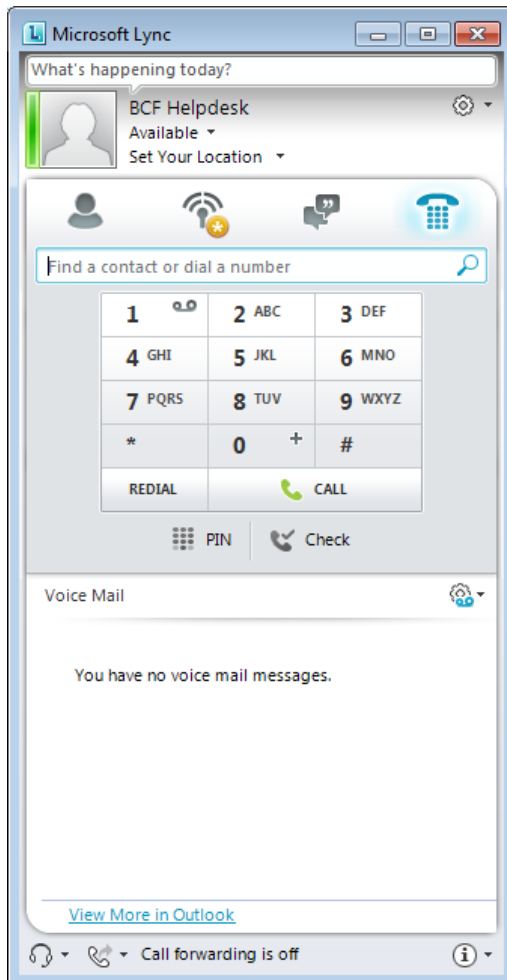 Microsoft Lync
What's happening today?
BCF Helpdesk
Available
Set Your Location
Find a contact or dial a number
1 2 ABC 3 DEF
4 GHI 5 JKL 6 MNO
7 PQRS 8 TUV 9 WXYZ
* 0 + #
REDIAL CALL
PIN Check
Voice Mail
You have no voice mail messages.
View More in Outlook
Call forwarding is off